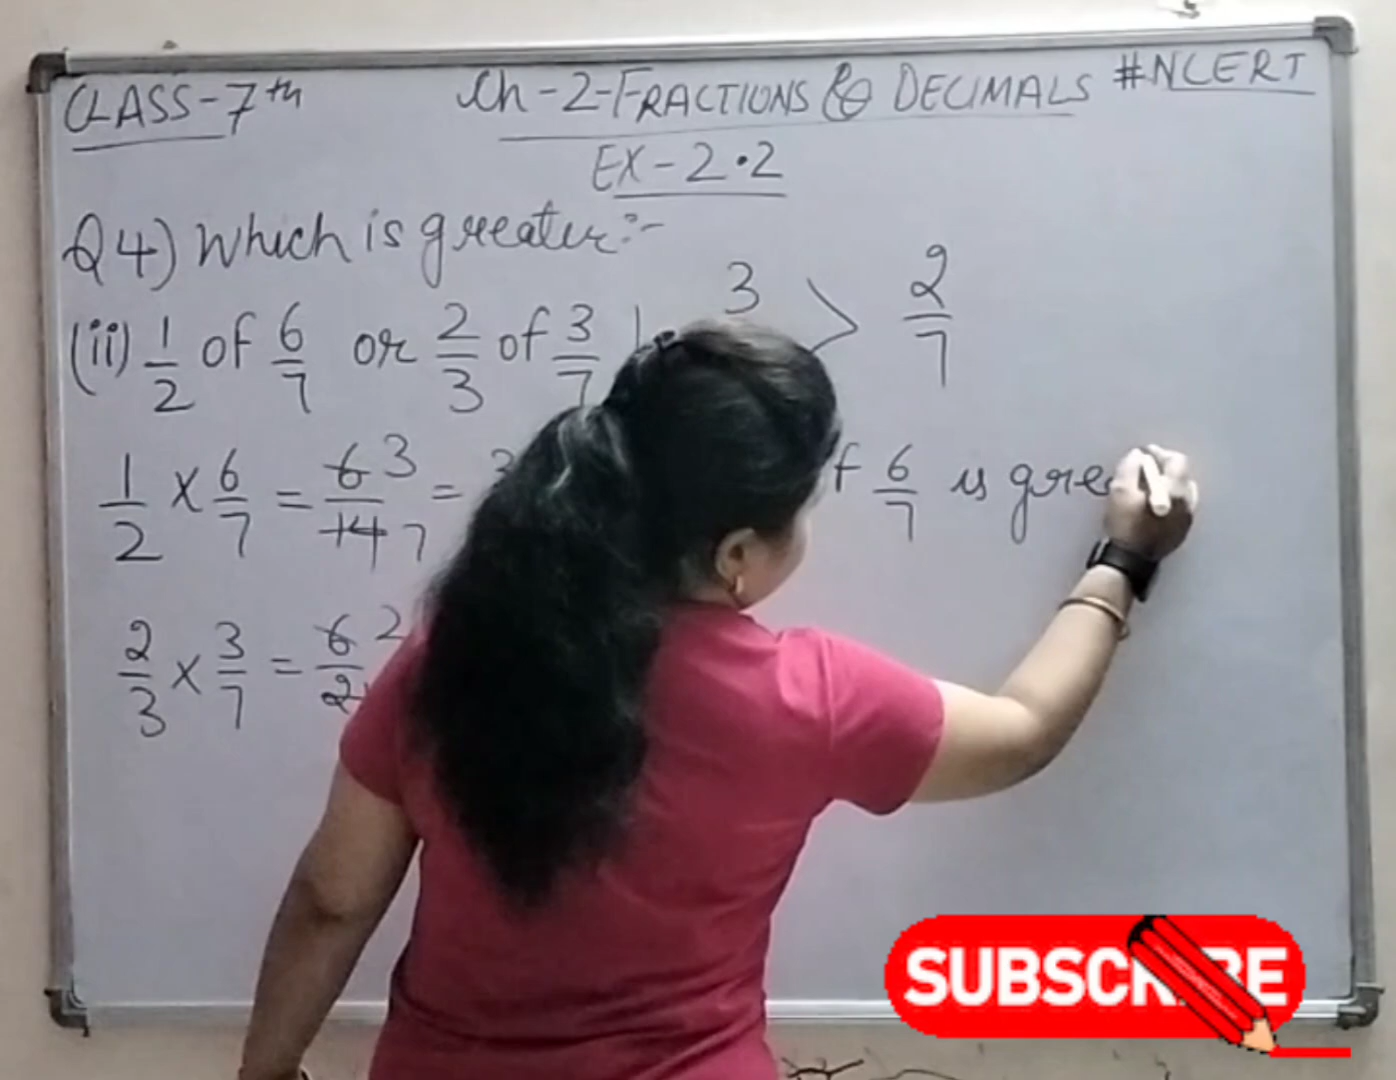 CLASS-7th Ch-2-FRACTIONS & DECIMALS #NCERT
EX-2.2
Q4) Which is greater:-
(ii) 1/2 of 6/7 or 2/3 of 3/7
1/2 × 6/7 = 6/14 3 7 = 3
2/3 × 3/7 = 6 2
3 > 2/7
of 6/7 is
SUBSCRIBE